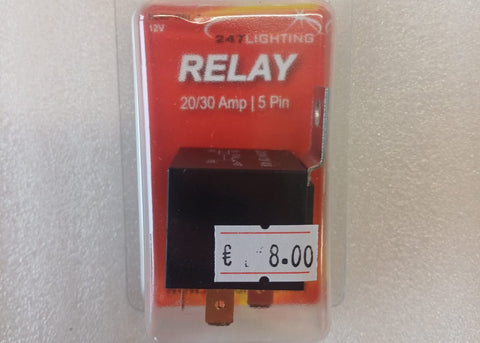 12V
247LIGHTING
RELAY
20/30 Amp | 5 Pin
€ 8.00